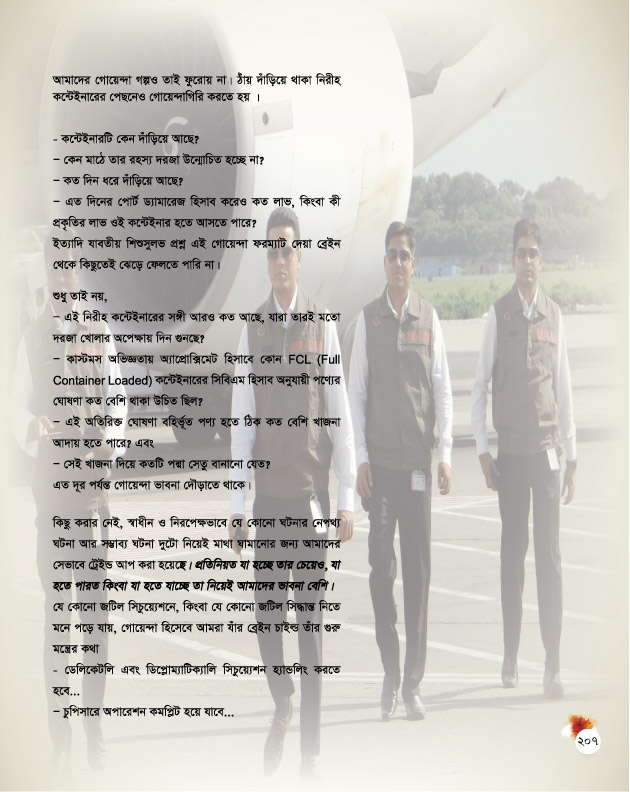 আমাদের গোয়েন্দা গল্পও তাই ফুরোয় না। ঠাঁয় দাঁড়িয়ে থাকা নিরীহ
কন্টেইনারের পেছনেও গোয়েন্দাগিরি করতে হয় ।
- কন্টেইনারটি কেন দাঁড়িয়ে আছে?
– কেন মাঠে তার রহস্য দরজা উন্মোচিত হচ্ছে না?
– কত দিন ধরে দাঁড়িয়ে আছে?
– এত দিনের পোর্ট ড্যামারেজ হিসাব করেও কত লাভ, কিংবা কী
প্রকৃতির লাভ ওই কন্টেইনার হতে আসতে পারে?
ইত্যাদি যাবতীয় শিশুসুলভ প্রশ্ন এই গোয়েন্দা ফরম্যাট দেয়া ব্রেইন
থেকে কিছুতেই ঝেড়ে ফেলতে পারি না।
শুধু তাই নয়,
– এই নিরীহ কন্টেইনারের সঙ্গী আরও কত আছে, যারা তারই মতো
দরজা খোলার অপেক্ষায় দিন গুনছে?
– কাস্টমস অভিজ্ঞতায় অ্যাপ্রোক্সিমেট হিসাবে কোন FCL (Full
Container Loaded) কন্টেইনারের সিবিএম হিসাব অনুযায়ী পণ্যের
ঘোষণা কত বেশি থাকা উচিত ছিল?
– এই অতিরিক্ত ঘোষণা বহির্ভূত পণ্য হতে ঠিক কত বেশি খাজনা
আদায় হতে পারে? এবং
– সেই খাজনা দিয়ে কতটি পদ্মা সেতু বানানো যেত?
এত দূর পর্যন্ত গোয়েন্দা ভাবনা দৌড়াতে থাকে।
কিছু করার নেই, স্বাধীন ও নিরপেক্ষভাবে যে কোনো ঘটনার নেপথ্য
ঘটনা আর সম্ভাব্য ঘটনা দুটো নিয়েই মাথা ঘামানোর জন্য আমাদের
সেভাবে ট্রেইন্ড আপ করা হয়েছে। প্রতিনিয়ত যা হচ্ছে তার চেয়েও, যা
হতে পারত কিংবা যা হতে যাচ্ছে তা নিয়েই আমাদের ভাবনা বেশি।
যে কোনো জটিল সিচুয়্যেশনে, কিংবা যে কোনো জটিল সিদ্ধান্ত নিতে
মনে পড়ে যায়, গোয়েন্দা হিসেবে আমরা যাঁর ব্রেইন চাইল্ড তাঁর গুরু
মন্ত্রের কথা
- ডেলিকেটলি এবং ডিপ্লোম্যাটিক্যালি সিচুয়্যেশন হ্যান্ডলিং করতে
হবে...
– চুপিসারে অপারেশন কমপ্লিট হয়ে যাবে...
২০৭